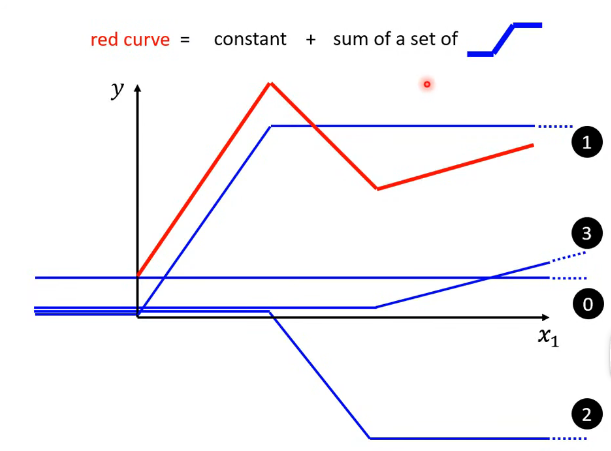 red curve = constant + sum of a set of
y
1
3
0
x₁
2